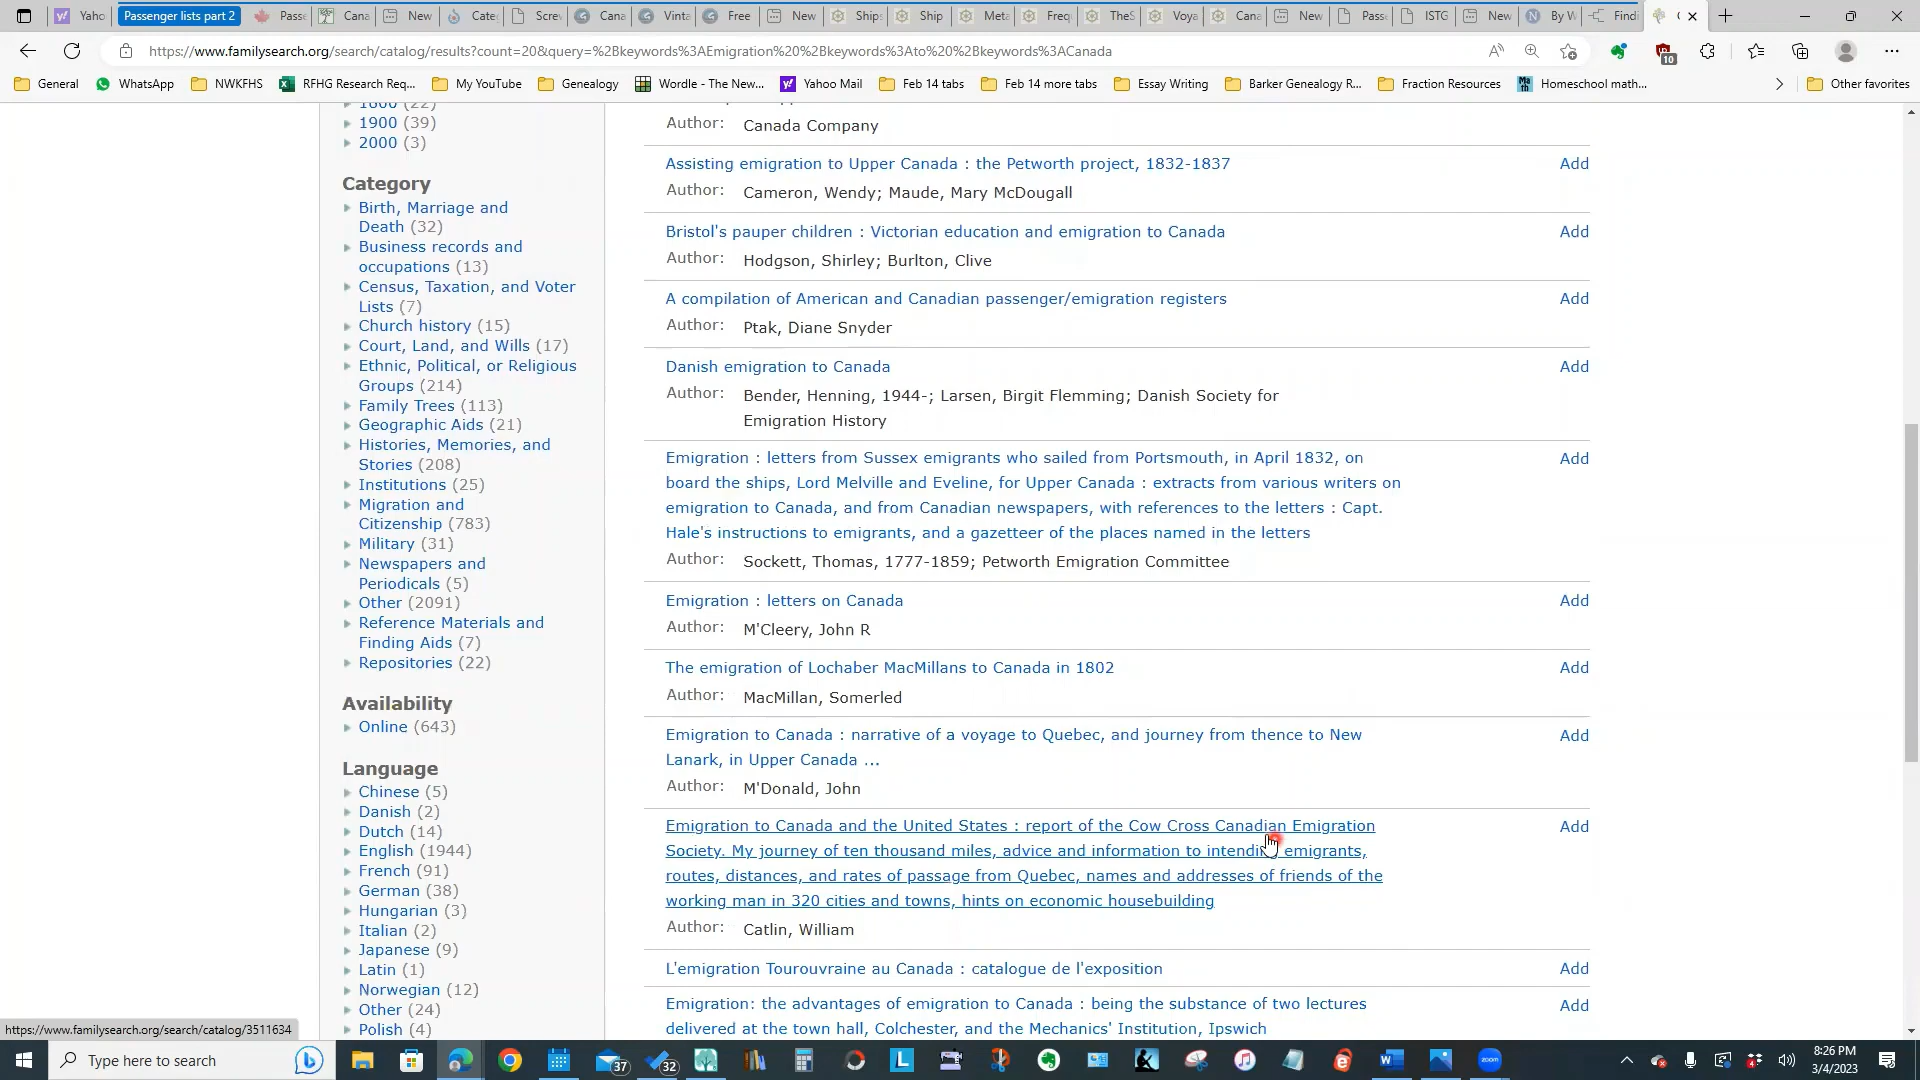 Yaho
Passenger lists part 2
Passe
Cana
New
Cate
Scre
Cana
Vinta
Free
New
Ships
Ship
Meta
Freq
TheS
Voya
Cana
New
Pass
ISTG
New
By W
Findi
https://www.familysearch.org/search/catalog/results?count=20&query=%2Bkeywords%3AEmigration%20%2Bkeywords%3Ato%20%2Bkeywords%3ACanada
10
General
WhatsApp
NWKFHS
RFHG Research Req...
My YouTube
Genealogy
Wordle - The New...
Yahoo Mail
Feb 14 tabs
Feb 14 more tabs
Essay Writing
Barker Genealogy R...
Fraction Resources
Homeschool math...
Other favorites
1800 (22)
1900 (39)
2000 (3)
Category
Birth, Marriage and
Death (32)
Business records and
occupations (13)
Census, Taxation, and Voter
Lists (7)
Church history (15)
Court, Land, and Wills (17)
Ethnic, Political, or Religious
Groups (214)
Family Trees (113)
Geographic Aids (21)
Histories, Memories, and
Stories (208)
Institutions (25)
Migration and
Citizenship (783)
Military (31)
Newspapers and
Periodicals (5)
Other (2091)
Reference Materials and
Finding Aids (7)
Repositories (22)
Availability
Online (643)
Language
Chinese (5)
Danish (2)
Dutch (14)
English (1944)
French (91)
German (38)
Hungarian (3)
Italian (2)
Japanese (9)
Latin (1)
Norwegian (12)
Other (24)
Polish (4)
Author: Canada Company
Assisting emigration to Upper Canada : the Petworth project, 1832-1837 Add
Author: Cameron, Wendy; Maude, Mary McDougall
Bristol's pauper children : Victorian education and emigration to Canada Add
Author: Hodgson, Shirley; Burlton, Clive
A compilation of American and Canadian passenger/emigration registers Add
Author: Ptak, Diane Snyder
Danish emigration to Canada Add
Author: Bender, Henning, 1944-; Larsen, Birgit Flemming; Danish Society for
Emigration History
Emigration : letters from Sussex emigrants who sailed from Portsmouth, in April 1832, on Add
board the ships, Lord Melville and Eveline, for Upper Canada : extracts from various writers on
emigration to Canada, and from Canadian newspapers, with references to the letters : Capt.
Hale's instructions to emigrants, and a gazetteer of the places named in the letters
Author: Sockett, Thomas, 1777-1859; Petworth Emigration Committee
Emigration : letters on Canada Add
Author: M'Cleery, John R
The emigration of Lochaber MacMillans to Canada in 1802 Add
Author: MacMillan, Somerled
Emigration to Canada : narrative of a voyage to Quebec, and journey from thence to New Add
Lanark, in Upper Canada ...
Author: M'Donald, John
Emigration to Canada and the United States : report of the Cow Cross Canadian Emigration Add
Society. My journey of ten thousand miles, advice and information to intending emigrants,
routes, distances, and rates of passage from Quebec, names and addresses of friends of the
working man in 320 cities and towns, hints on economic housebuilding
Author: Catlin, William
L'emigration Tourouvraine au Canada : catalogue de l'exposition Add
Emigration: the advantages of emigration to Canada : being the substance of two lectures Add
delivered at the town hall, Colchester, and the Mechanics' Institution, Ipswich
https://www.familysearch.org/search/catalog/3511634
Type here to search
37
32
zoom
8:26 PM
3/4/2023